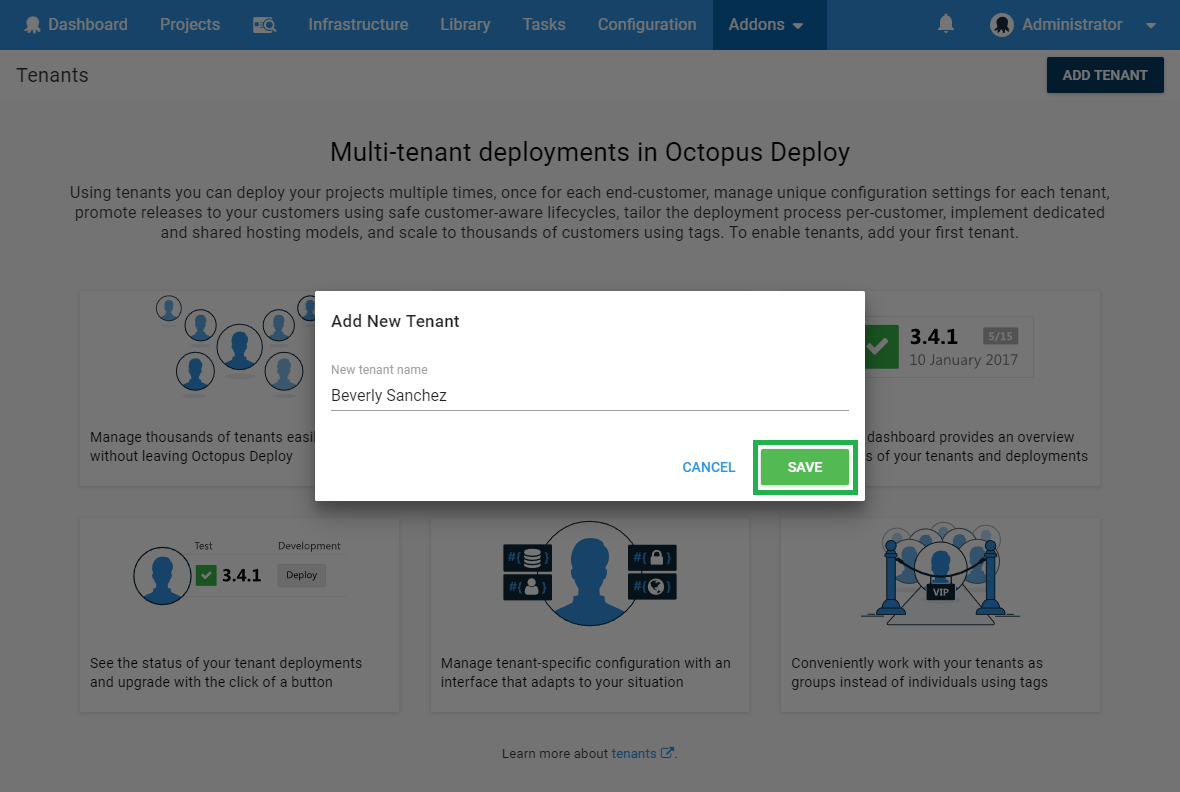 Dashboard Projects Infrastructure Library Tasks Configuration Addons Administrator
Tenants ADD TENANT
Multi-tenant deployments in Octopus Deploy
Using tenants you can deploy your projects multiple times, once for each end-customer, manage unique configuration settings for each tenant,
promote releases to your customers using safe customer-aware lifecycles, tailor the deployment process per-customer, implement dedicated
and shared hosting models, and scale to thousands of customers using tags. To enable tenants, add your first tenant.
Add New Tenant
New tenant name
Beverly Sanchez
CANCEL SAVE
Manage thousands of tenants
without leaving Octopus Deploy
3.4.1 5/15
10 January 2017
dashboard provides an overview
of your tenants and deployments
Test Development
3.4.1 Deploy
See the status of your tenant deployments
and upgrade with the click of a button
#{ } #{ }
#{ } #{ }
Manage tenant-specific configuration with an
interface that adapts to your situation
VIP
Conveniently work with your tenants as
groups instead of individuals using tags
Learn more about tenants .